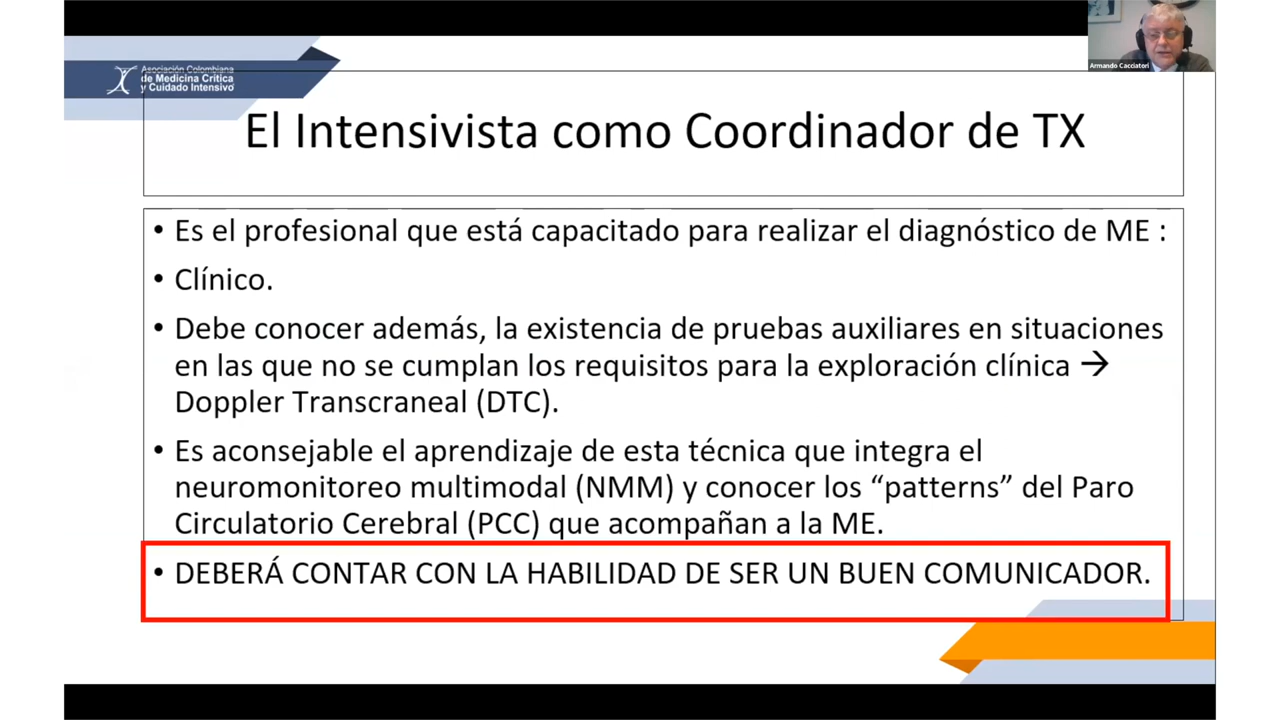 Asociación Colombiana
de Medicina Crítica
y Cuidado Intensivo
Armando Cacciatori
El Intensivista como Coordinador de TX
• Es el profesional que está capacitado para realizar el diagnóstico de ME :
• Clínico.
• Debe conocer además, la existencia de pruebas auxiliares en situaciones
en las que no se cumplan los requisitos para la exploración clínica →
Doppler Transcraneal (DTC).
• Es aconsejable el aprendizaje de esta técnica que integra el
neuromonitoreo multimodal (NMM) y conocer los “patterns” del Paro
Circulatorio Cerebral (PCC) que acompañan a la ME.
• DEBERÁ CONTAR CON LA HABILIDAD DE SER UN BUEN COMUNICADOR.